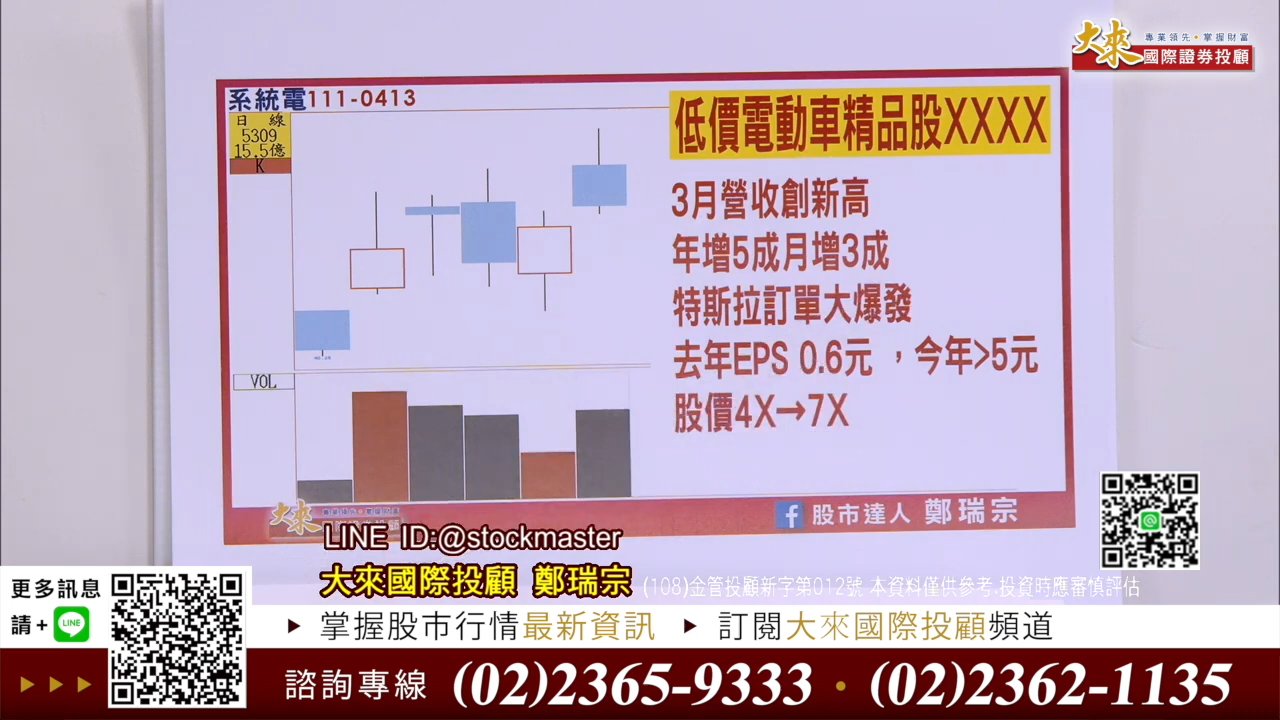 大來
專業領先•掌握財富
國際證券投顧
系統電111-0413
日 線
5309
15.5億
K
VOL
低價電動車精品股XXXX
3月營收創新高
年增5成月增3成
特斯拉訂單大爆發
去年EPS 0.6元，今年>5元
股價4X→7X
大來
f 股市達人 鄭瑞宗
LINE ID:@stockmaster
大來國際投顧 鄭瑞宗
(108)金管投顧新字第012號 本資料僅供參考.投資時應審慎評估
更多訊息
請+ LINE
掌握股市行情最新資訊
訂閱大來國際投顧頻道
諮詢專線 (02)2365-9333 • (02)2362-1135